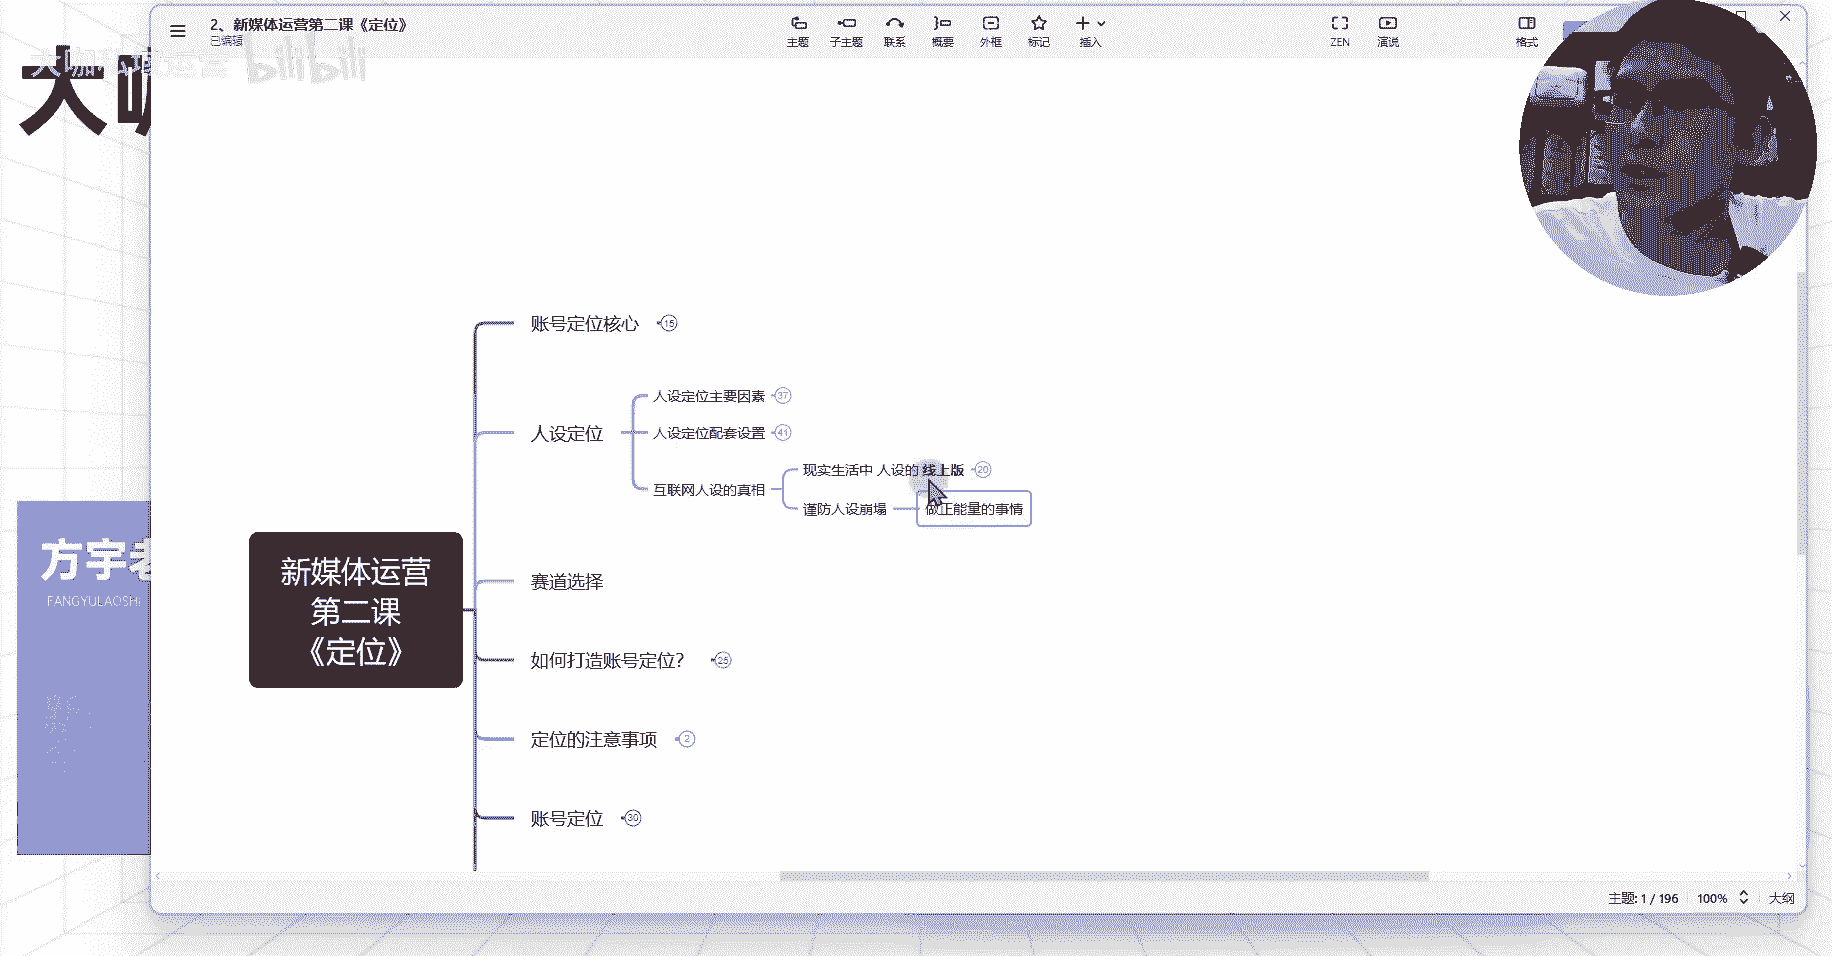 2、新媒体运营第二课《定位》
已编辑
主题
子主题
联系
概要
外框
标记
插入
ZEN
演说
格式
大咖私域运营 bilibili
大咖
账号定位核心 15
人设定位主要因素 37
人设定位
人设定位配套设置 41
现实生活中 人设的 线上版 20
互联网人设的真相
谨防人设崩塌
做正能量的事情
方宇老
FANGYULAOSHI
新媒体运营
第二课
《定位》
赛道选择
如何打造账号定位? 25
定位的注意事项 2
账号定位 30
主题: 1 / 196
100%
大纲